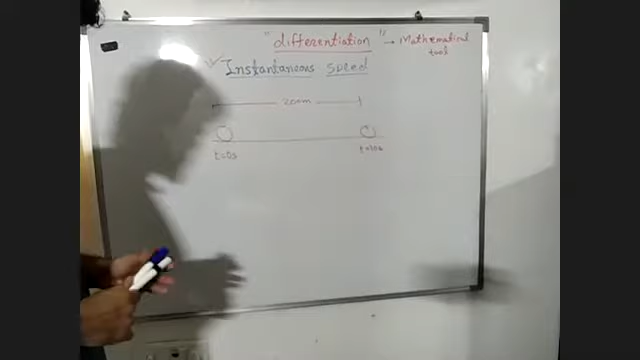 "differentiation" → Mathematical tool
✓ Instantaneous speed
200m
t=0s t=10s